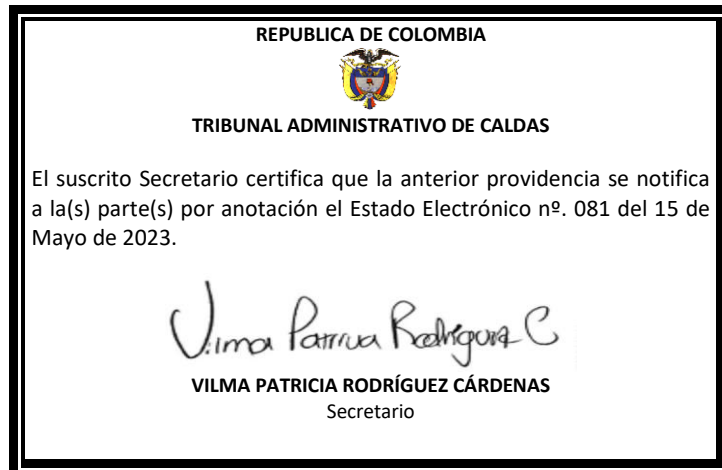 REPUBLICA DE COLOMBIA
TRIBUNAL ADMINISTRATIVO DE CALDAS
El suscrito Secretario certifica que la anterior providencia se notifica
a la(s) parte(s) por anotación el Estado Electrónico nº. 081 del 15 de
Mayo de 2023.
Vilma Patricia Rodríguez C
VILMA PATRICIA RODRÍGUEZ CÁRDENAS
Secretario